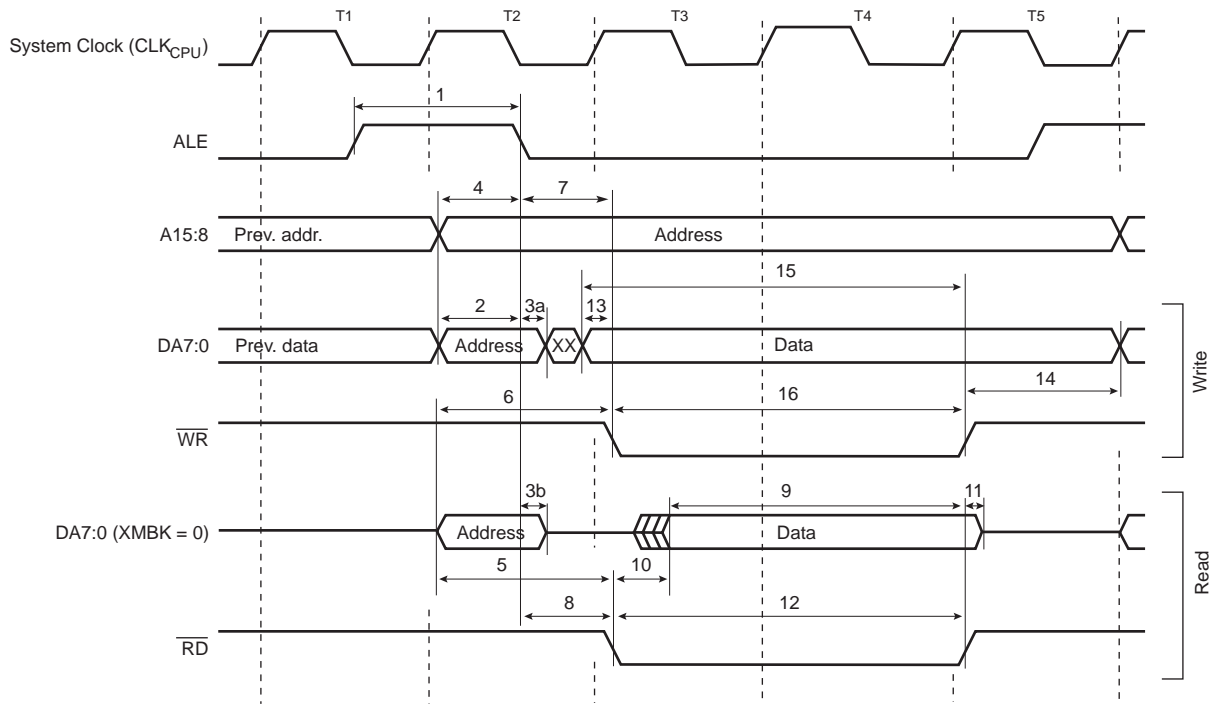 T1 T2 T3 T4 T5
System Clock (CLKCPU)
1
ALE
4 7
A15:8 Prev. addr. Address
15
2 3a 13
DA7:0 Prev. data Address XX Data
14
6 16
WR
Write
3b 9 11
DA7:0 (XMBK = 0) Address Data
5 10
8 12
RD
Read